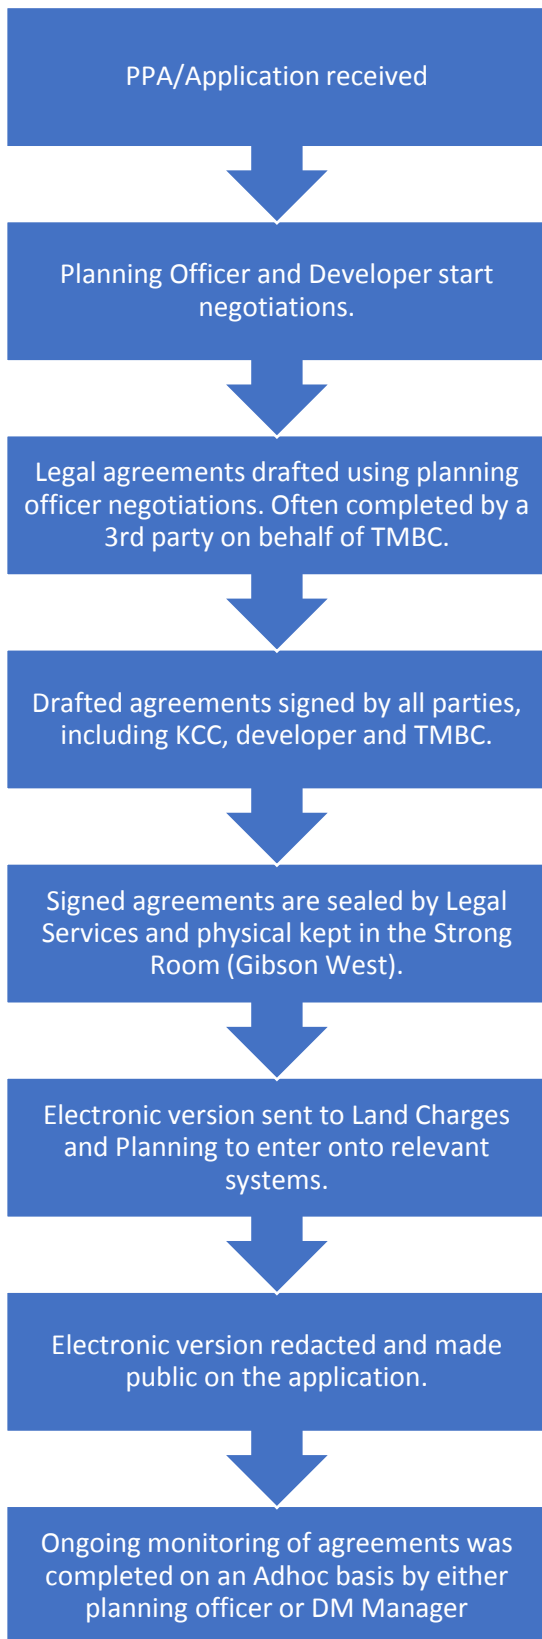 PPA/Application received
Planning Officer and Developer start
negotiations.
Legal agreements drafted using planning
officer negotiations. Often completed by a
3rd party on behalf of TMBC.
Drafted agreements signed by all parties,
including KCC, developer and TMBC.
Signed agreements are sealed by Legal
Services and physical kept in the Strong
Room (Gibson West).
Electronic version sent to Land Charges
and Planning to enter onto relevant
systems.
Electronic version redacted and made
public on the application.
Ongoing monitoring of agreements was
completed on an Adhoc basis by either
planning officer or DM Manager